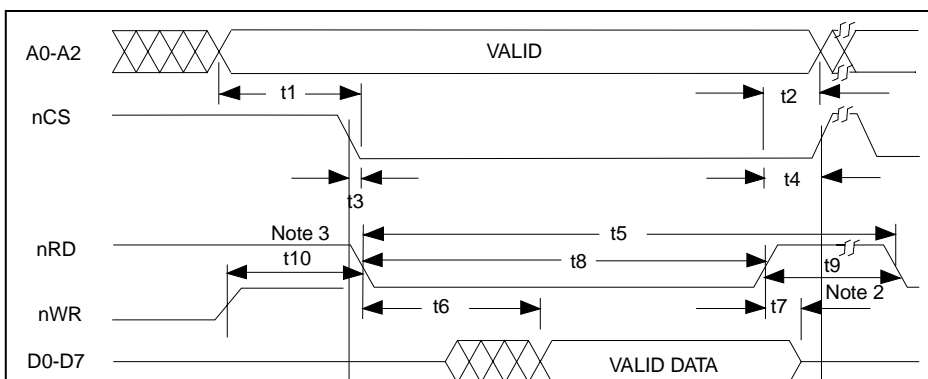 A0-A2
VALID
t1
t2
nCS
t3
t4
nRD
Note 3
t5
t10
t8
t9
nWR
t6
t7
Note 2
D0-D7
VALID DATA